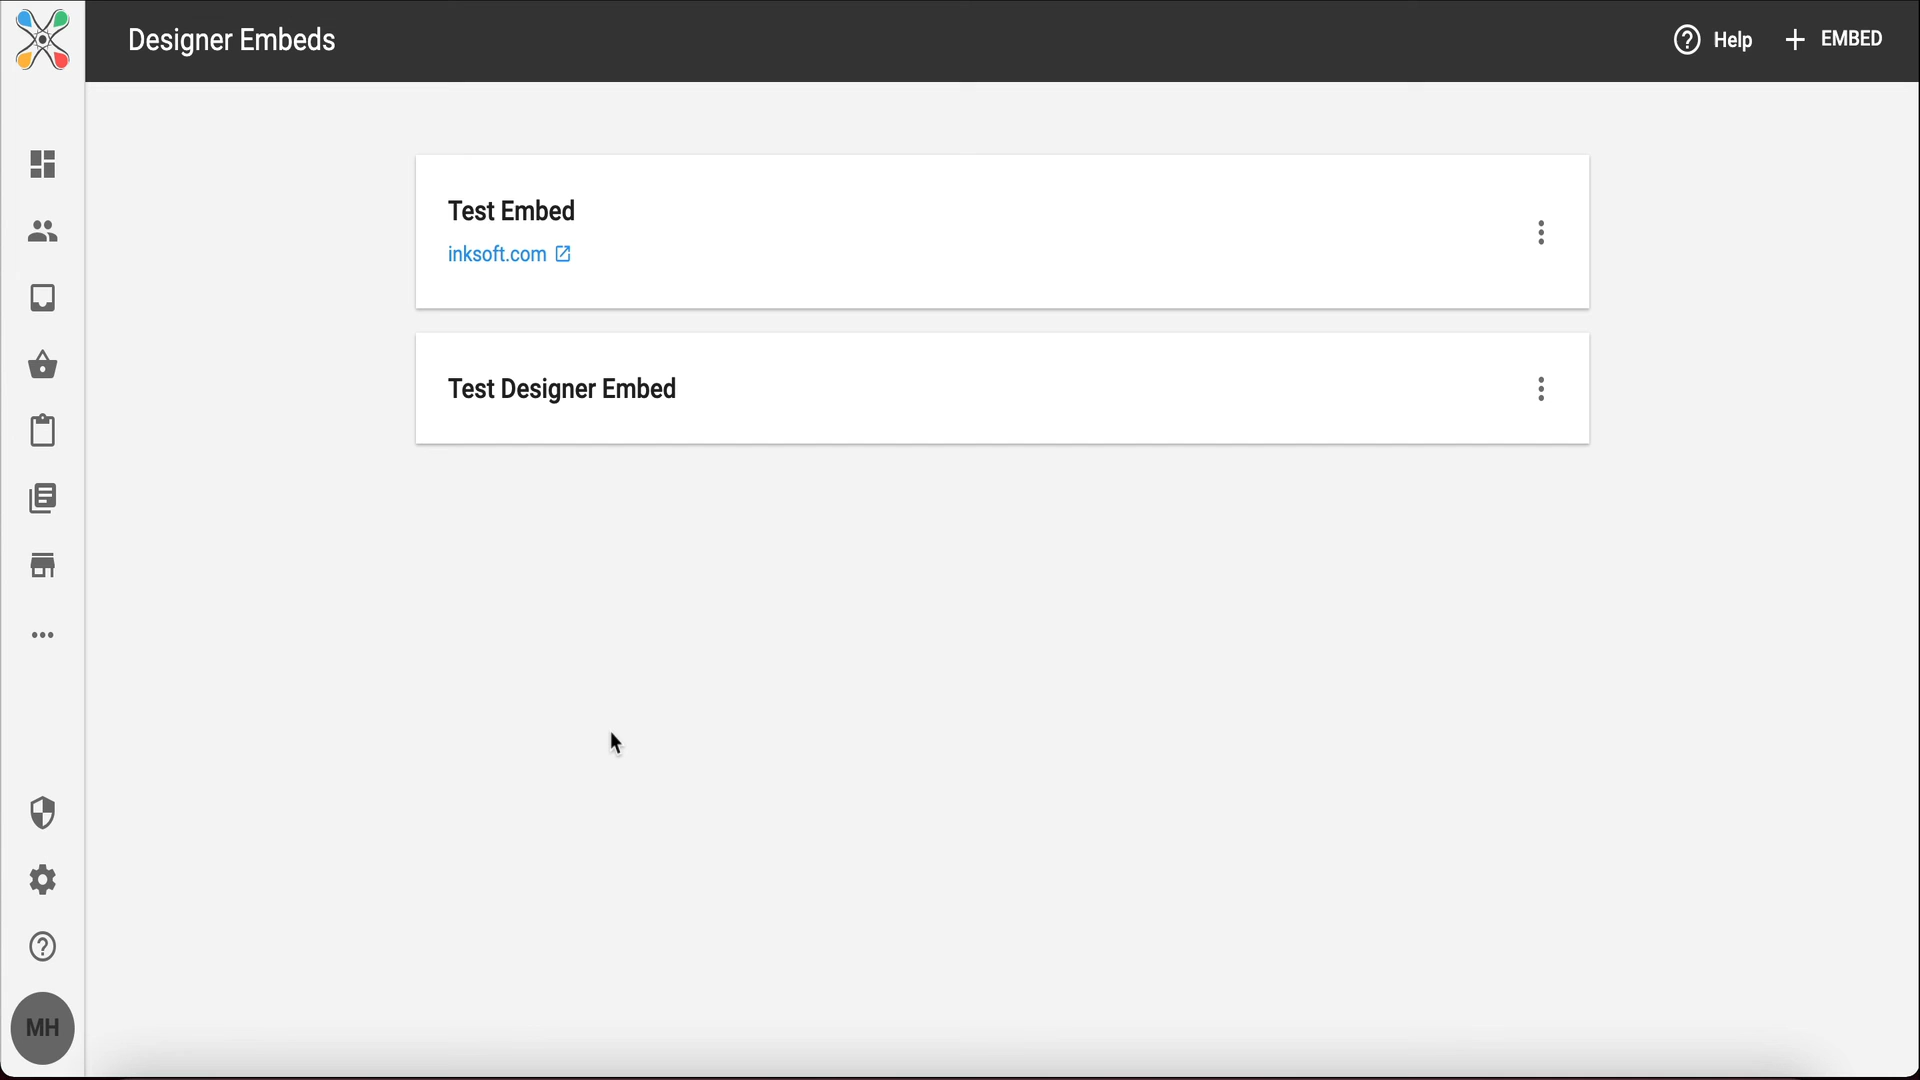 Designer Embeds
Help
EMBED
Test Embed
inksoft.com
Test Designer Embed
MH